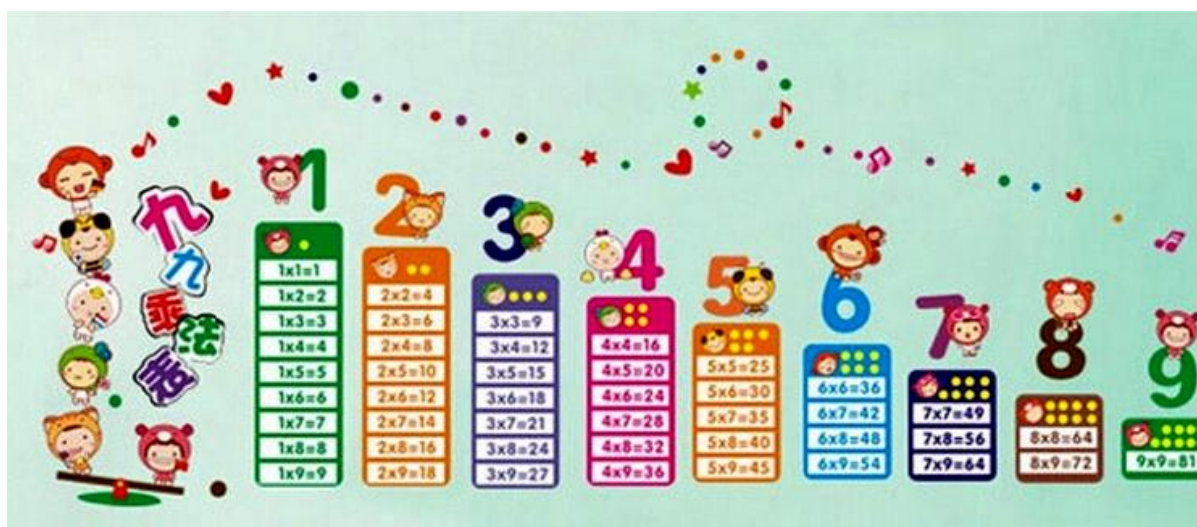 九九乘法表
1
1x1=1
1x2=2
1x3=3
1x4=4
1x5=5
1x6=6
1x7=7
1x8=8
1x9=9
2
2x2=4
2x3=6
2x4=8
2x5=10
2x6=12
2x7=14
2x8=16
2x9=18
3
3x3=9
3x4=12
3x5=15
3x6=18
3x7=21
3x8=24
3x9=27
4
4x4=16
4x5=20
4x6=24
4x7=28
4x8=32
4x9=36
5
5x5=25
5x6=30
5x7=35
5x8=40
5x9=45
6
6x6=36
6x7=42
6x8=48
6x9=54
7
7x7=49
7x8=56
7x9=64
8
8x8=64
8x9=72
9
9x9=81